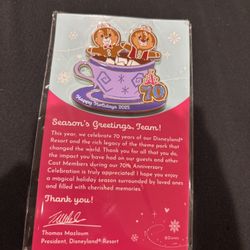 70
Happy Holidays 2025
Season's Greetings, Team!
This year, we celebrate 70 years of our Disneyland®
Resort and the rich legacy of the theme park that
changed the world. Thank you for all that you do,
the impact you have had on our guests and other
Cast Members during our 70th Anniversary
Celebration is truly appreciated! I hope you enjoy
a magical holiday season surrounded by loved ones
and filled with cherished memories.
Thank you!
Thomas Mazloum
President, Disneyland® Resort
©Disney